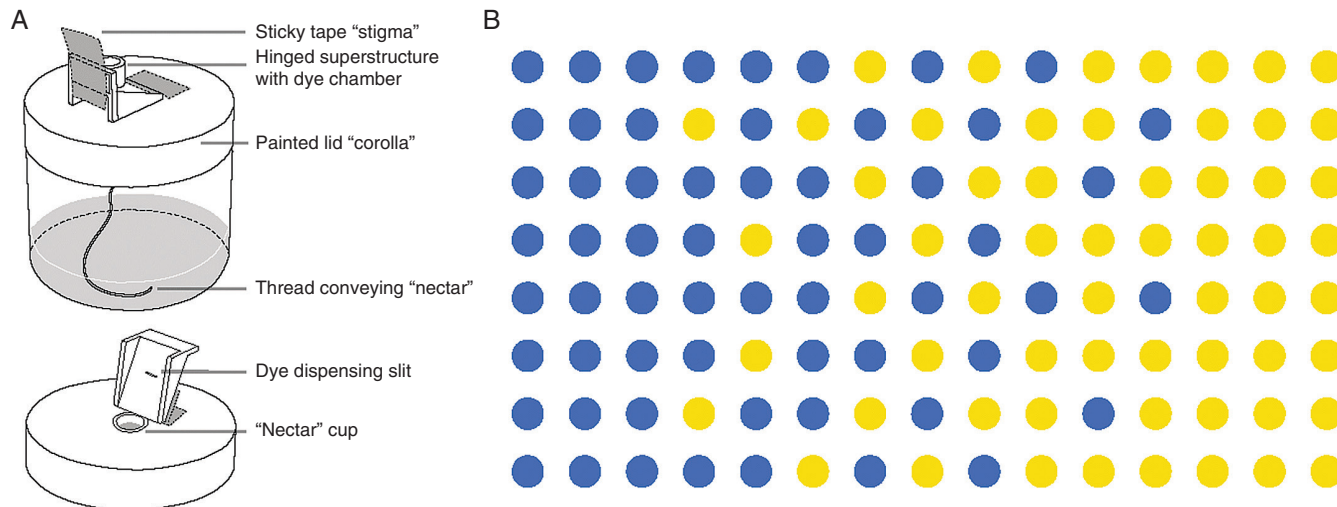 A
Sticky tape “stigma”
Hinged superstructure
with dye chamber
Painted lid “corolla”
Thread conveying “nectar”
Dye dispensing slit
“Nectar” cup
B